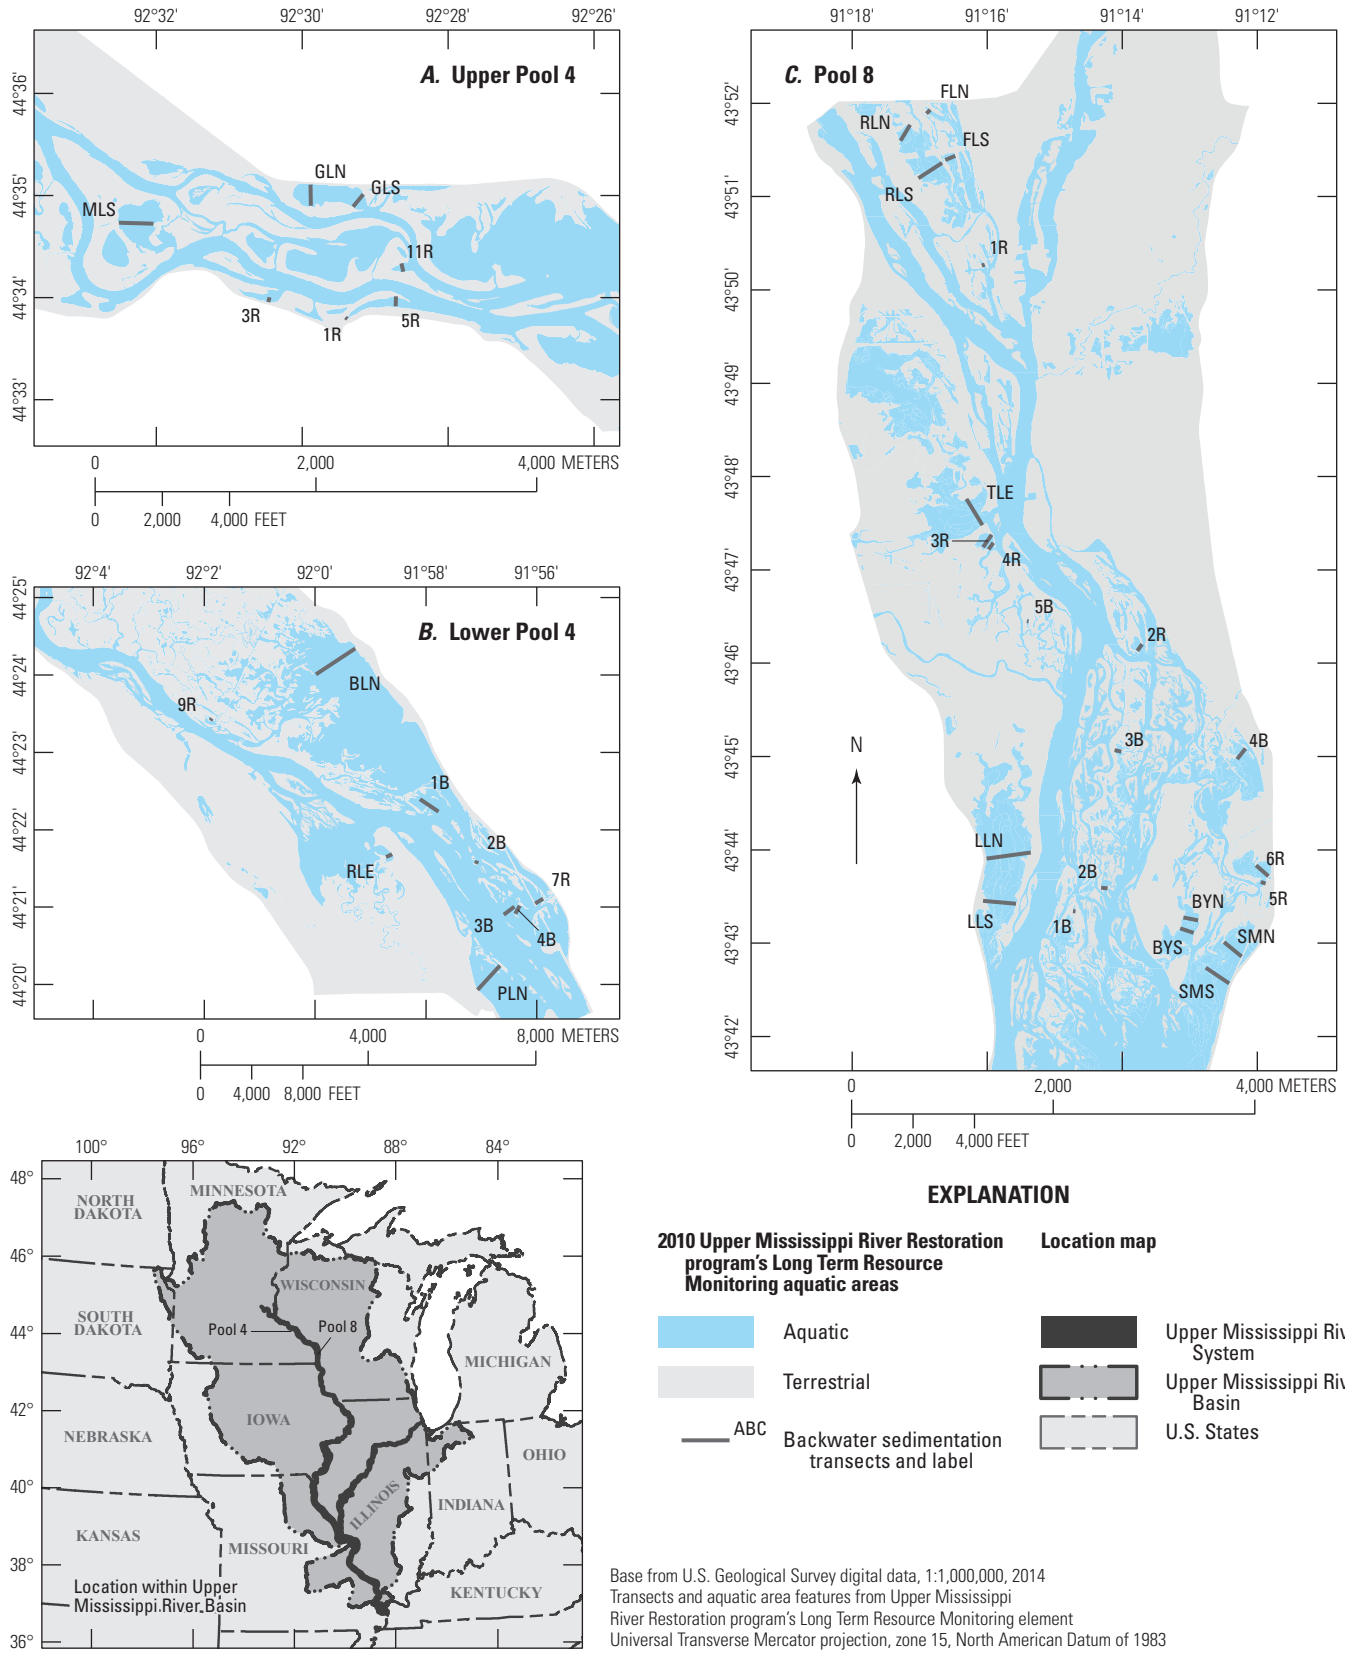 92°32'
92°30'
92°28'
92°26'
44°36'
44°35'
44°34'
44°33'
A. Upper Pool 4
GLN
GLS
MLS
11R
3R
1R
5R
0
2,000
4,000 METERS
0
2,000
4,000 FEET
92°4'
92°2'
92°0'
91°58'
91°56'
44°25'
44°24'
44°23'
44°22'
44°21'
44°20'
B. Lower Pool 4
BLN
9R
1B
2B
RLE
7R
3B
4B
PLN
0
4,000
8,000 METERS
0
4,000
8,000 FEET
91°18'
91°16'
91°14'
91°12'
43°52'
43°51'
43°50'
43°49'
43°48'
43°47'
43°46'
43°45'
43°44'
43°43'
43°42'
C. Pool 8
FLN
RLN
FLS
RLS
1R
TLE
3R
4R
5B
2R
3B
4B
N
LLN
2B
6R
5R
LLS
1B
BYN
BYS
SMN
SMS
0
2,000
4,000 METERS
0
2,000
4,000 FEET
100°
96°
92°
88°
84°
48°
46°
44°
42°
40°
38°
36°
NORTH
DAKOTA
MINNESOTA
WISCONSIN
SOUTH
DAKOTA
Pool 4
Pool 8
MICHIGAN
IOWA
NEBRASKA
OHIO
ILLINOIS
INDIANA
KANSAS
MISSOURI
KENTUCKY
Location within Upper
Mississippi River Basin
EXPLANATION
2010 Upper Mississippi River Restoration
program's Long Term Resource
Monitoring aquatic areas
Aquatic
Terrestrial
ABC
Backwater sedimentation
transects and label
Location map
Upper Mississippi Riv
System
Upper Mississippi Riv
Basin
U.S. States
Base from U.S. Geological Survey digital data, 1:1,000,000, 2014
Transects and aquatic area features from Upper Mississippi
River Restoration program's Long Term Resource Monitoring element
Universal Transverse Mercator projection, zone 15, North American Datum of 1983